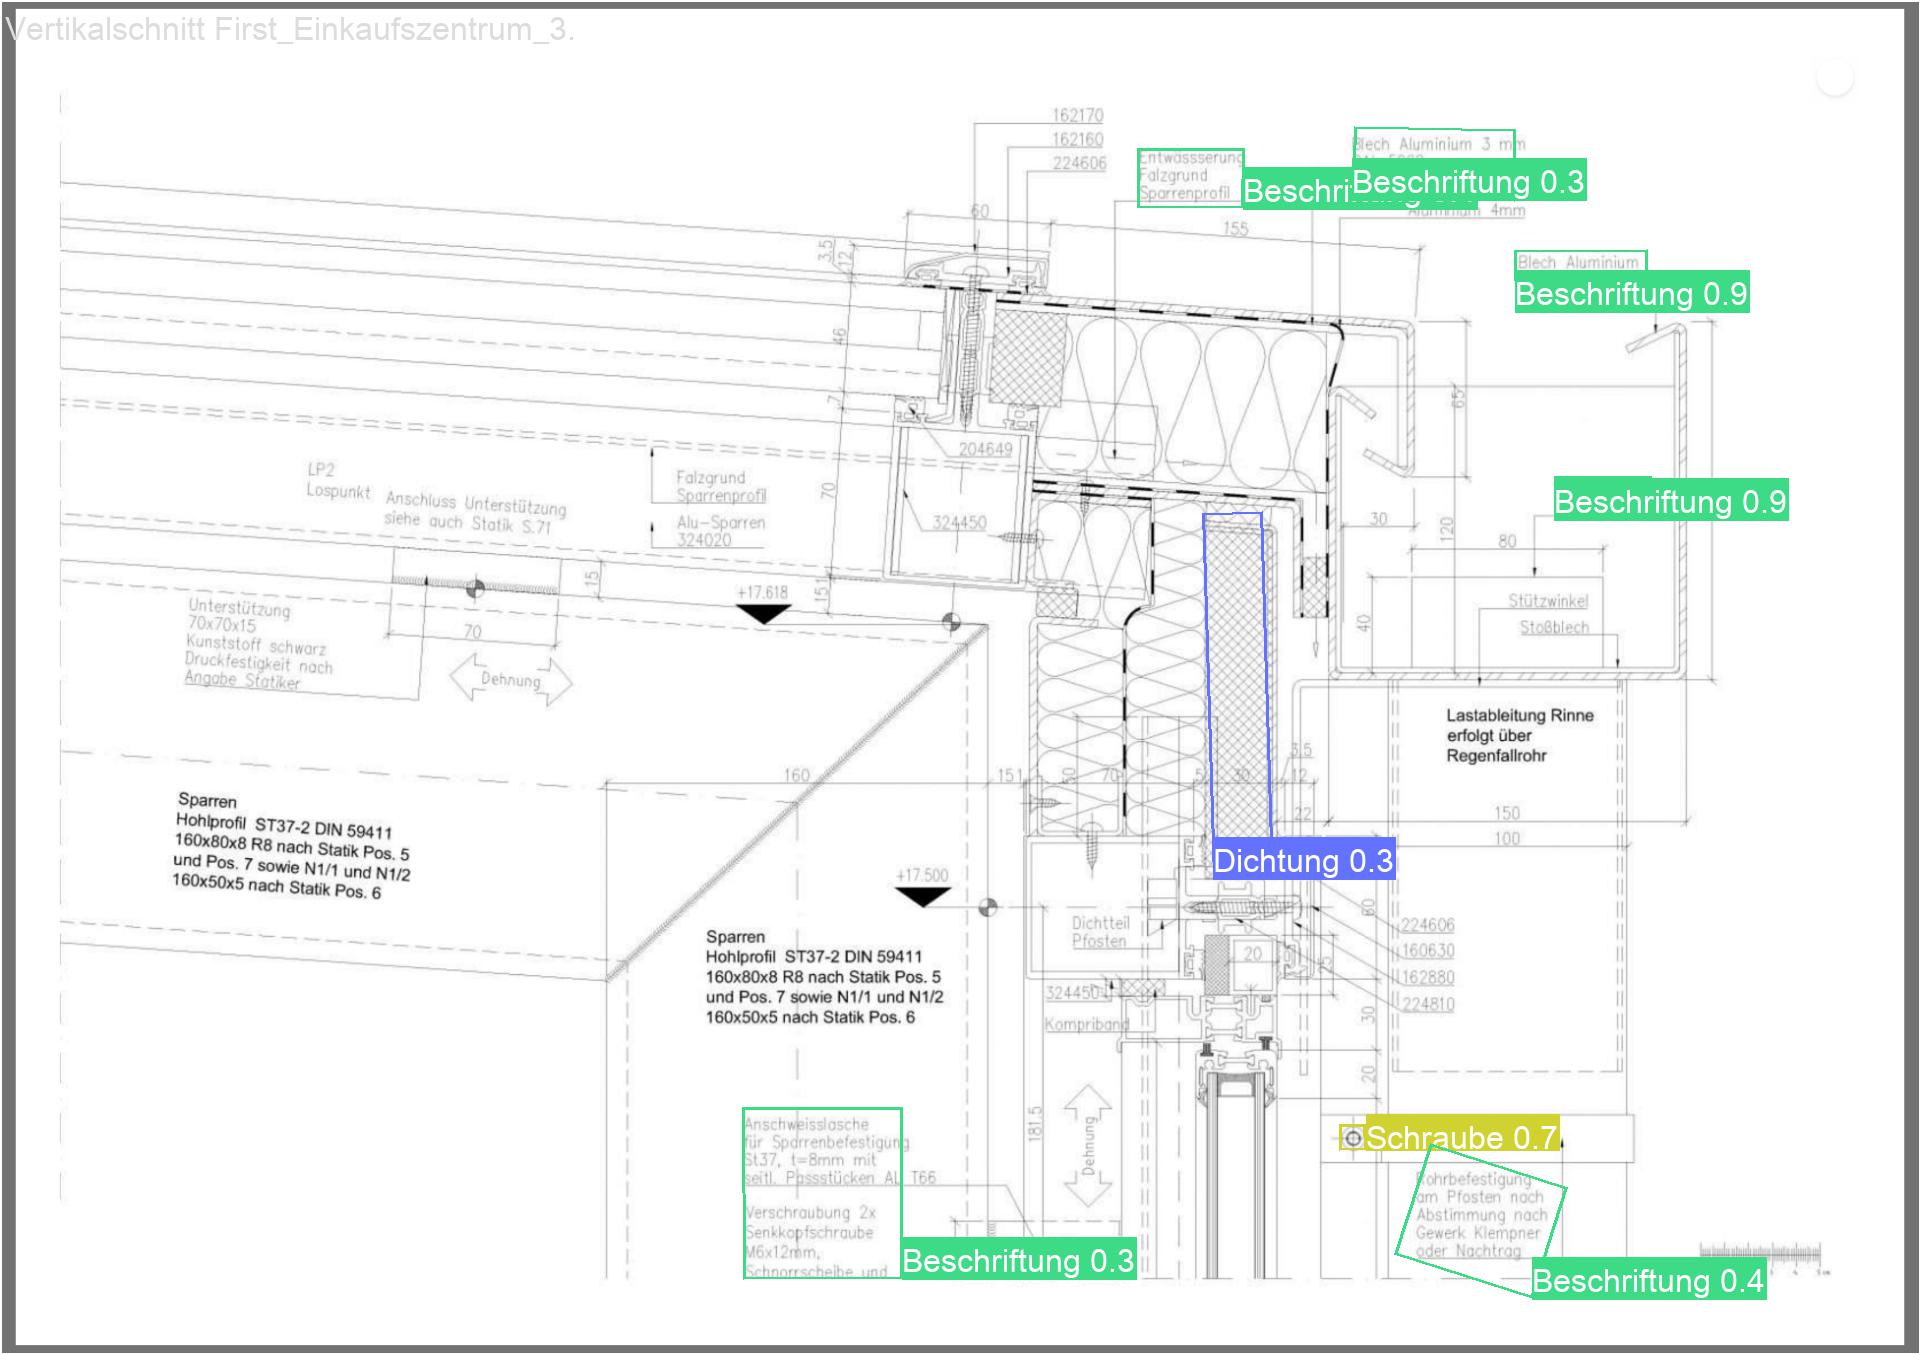 Vertikalschnitt First_Einkaufszentrum_3.
162170
162160
224606
Entwässserung
Falzgrund
Sparrenprofil
Blech Aluminium 3 mm
Beschriftung 0.3
Aluminium 4mm
60
155
3,5
12
Blech Aluminium
Beschriftung 0.9
46
7
65
204649
LP2
Lospunkt
Anschluss Unterstützung
siehe auch Statik S.71
Falzgrund
Sparrenprofil
Alu-Sparren
324020
70
324450
Beschriftung 0.9
30
120
80
15
15
+17.618
Unterstützung
70x70x15
Kunststoff schwarz
Druckfestigkeit nach
Angabe Statiker
70
Dehnung
40
Stützwinkel
Stoßblech
Lastableitung Rinne
erfolgt über
Regenfallrohr
160
151
60
70
5
30
3.5
12
22
150
100
Sparren
Hohlprofil ST37-2 DIN 59411
160x80x8 R8 nach Statik Pos. 5
und Pos. 7 sowie N1/1 und N1/2
160x50x5 nach Statik Pos. 6
Dichtung 0.3
+17.500
Dichtteil
Pfosten
60
224606
160630
162880
224810
20
25
Sparren
Hohlprofil ST37-2 DIN 59411
160x80x8 R8 nach Statik Pos. 5
und Pos. 7 sowie N1/1 und N1/2
160x50x5 nach Statik Pos. 6
324450
Kompriband
30
20
181.5
Dehnung
Anschweisslasche
für Sparrenbefestigung
St37, t=8mm mit
seitl. Passstücken AL T66
Verschraubung 2x
Senkkopfschraube
M6x12mm,
Schnorrscheibe und
Beschriftung 0.3
Schraube 0.7
Rohrbefestigung
am Pfosten nach
Abstimmung nach
Gewerk Klempner
oder Nachtrag
Beschriftung 0.4